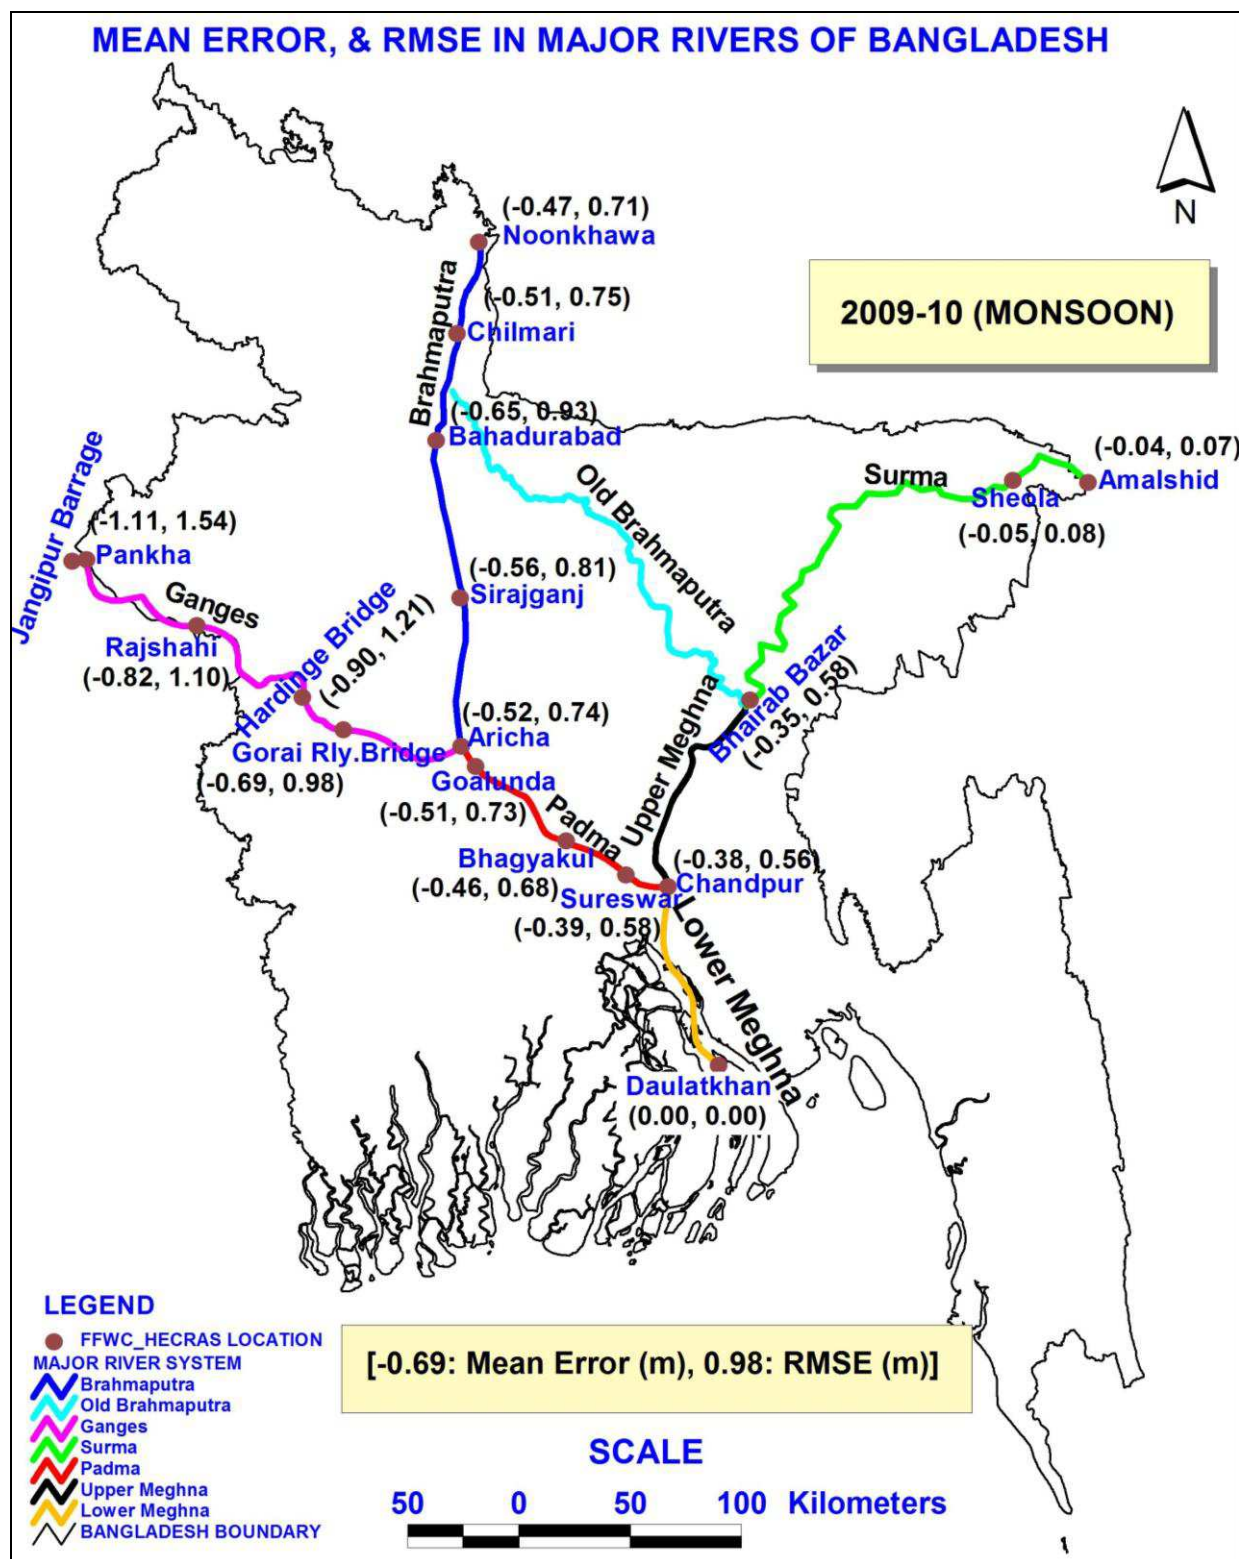 MEAN ERROR, & RMSE IN MAJOR RIVERS OF BANGLADESH
N
2009-10 (MONSOON)
(-0.47, 0.71)
Noonkhawa
(-0.51, 0.75)
Chilmari
Brahmaputra
(-0.65, 0.93)
Bahadurabad
Old Brahmaputra
Surma
(-0.04, 0.07)
Amalshid
Sheola
(-0.05, 0.08)
Jangipur Barrage
(-1.11, 1.54)
Pankha
Ganges
Rajshahi
(-0.82, 1.10)
Hardinge Bridge
(-0.90, 1.21)
(-0.56, 0.81)
Sirajganj
Bhairab Bazar
(-0.35, 0.58)
Upper Meghna
(-0.52, 0.74)
Aricha
Gorai Rly.Bridge
(-0.69, 0.98)
Goalunda
(-0.51, 0.73)
Padma
Bhagyakul
(-0.46, 0.68)
(-0.38, 0.56)
Chandpur
Sureswar
(-0.39, 0.58)
Lower Meghna
Daulatkhan
(0.00, 0.00)
LEGEND
FFWC_HECRAS LOCATION
MAJOR RIVER SYSTEM
Brahmaputra
Old Brahmaputra
Ganges
Surma
Padma
Upper Meghna
Lower Meghna
BANGLADESH BOUNDARY
[-0.69: Mean Error (m), 0.98: RMSE (m)]
SCALE
50 0 50 100 Kilometers